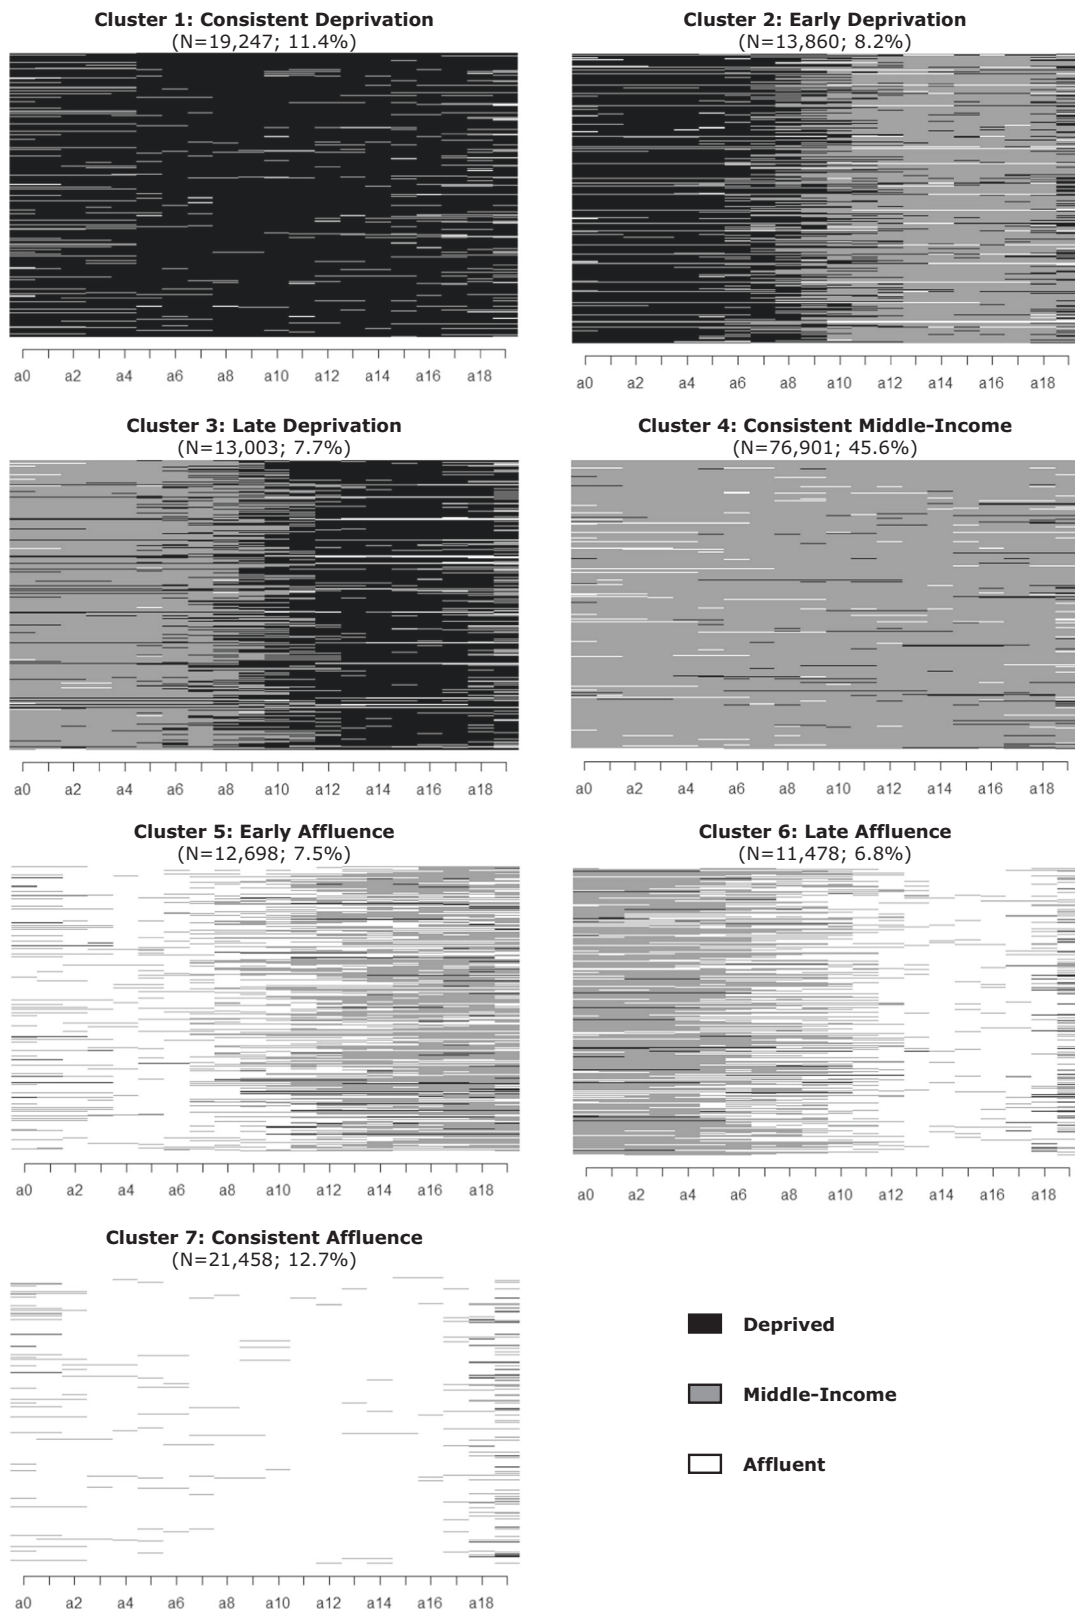 Cluster 1: Consistent Deprivation
(N=19,247; 11.4%)
a0 a2 a4 a6 a8 a10 a12 a14 a16 a18
Cluster 2: Early Deprivation
(N=13,860; 8.2%)
a0 a2 a4 a6 a8 a10 a12 a14 a16 a18
Cluster 3: Late Deprivation
(N=13,003; 7.7%)
a0 a2 a4 a6 a8 a10 a12 a14 a16 a18
Cluster 4: Consistent Middle-Income
(N=76,901; 45.6%)
a0 a2 a4 a6 a8 a10 a12 a14 a16 a18
Cluster 5: Early Affluence
(N=12,698; 7.5%)
a0 a2 a4 a6 a8 a10 a12 a14 a16 a18
Cluster 6: Late Affluence
(N=11,478; 6.8%)
a0 a2 a4 a6 a8 a10 a12 a14 a16 a18
Cluster 7: Consistent Affluence
(N=21,458; 12.7%)
a0 a2 a4 a6 a8 a10 a12 a14 a16 a18
Deprived
Middle-Income
Affluent